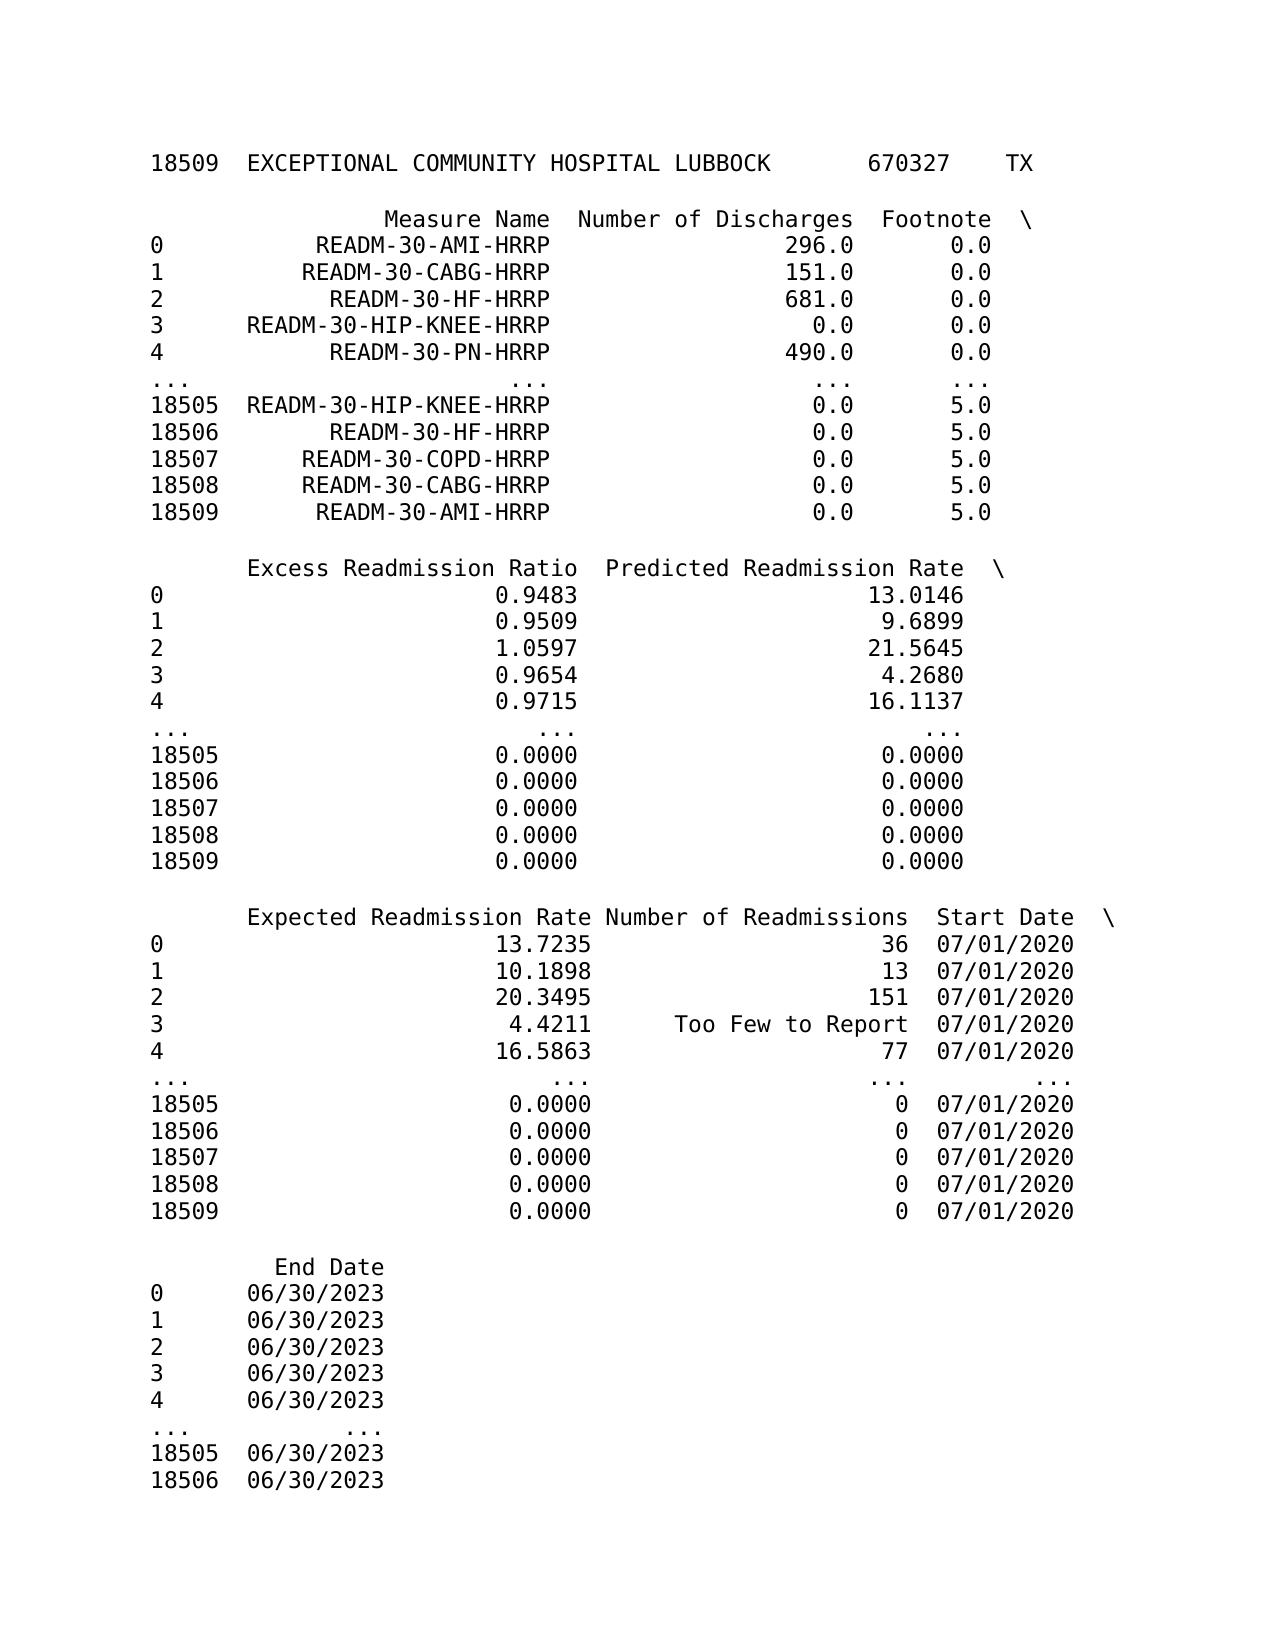 18509  EXCEPTIONAL COMMUNITY HOSPITAL LUBBOCK       670327    TX
Measure Name  Number of Discharges  Footnote  \
0           READM-30-AMI-HRRP                 296.0       0.0
1          READM-30-CABG-HRRP                 151.0       0.0
2            READM-30-HF-HRRP                 681.0       0.0
3      READM-30-HIP-KNEE-HRRP                   0.0       0.0
4            READM-30-PN-HRRP                 490.0       0.0
...                       ...                   ...       ...
18505  READM-30-HIP-KNEE-HRRP                   0.0       5.0
18506        READM-30-HF-HRRP                   0.0       5.0
18507      READM-30-COPD-HRRP                   0.0       5.0
18508      READM-30-CABG-HRRP                   0.0       5.0
18509       READM-30-AMI-HRRP                   0.0       5.0
Excess Readmission Ratio  Predicted Readmission Rate  \
0                        0.9483                     13.0146
1                        0.9509                      9.6899
2                        1.0597                     21.5645
3                        0.9654                      4.2680
4                        0.9715                     16.1137
...                         ...                         ...
18505                    0.0000                      0.0000
18506                    0.0000                      0.0000
18507                    0.0000                      0.0000
18508                    0.0000                      0.0000
18509                    0.0000                      0.0000
Expected Readmission Rate Number of Readmissions  Start Date  \
0                        13.7235                     36  07/01/2020
1                        10.1898                     13  07/01/2020
2                        20.3495                    151  07/01/2020
3                         4.4211      Too Few to Report  07/01/2020
4                        16.5863                     77  07/01/2020
...                          ...                    ...         ...
18505                     0.0000                      0  07/01/2020
18506                     0.0000                      0  07/01/2020
18507                     0.0000                      0  07/01/2020
18508                     0.0000                      0  07/01/2020
18509                     0.0000                      0  07/01/2020
End Date
0      06/30/2023
1      06/30/2023
2      06/30/2023
3      06/30/2023
4      06/30/2023
...           ...
18505  06/30/2023
18506  06/30/2023